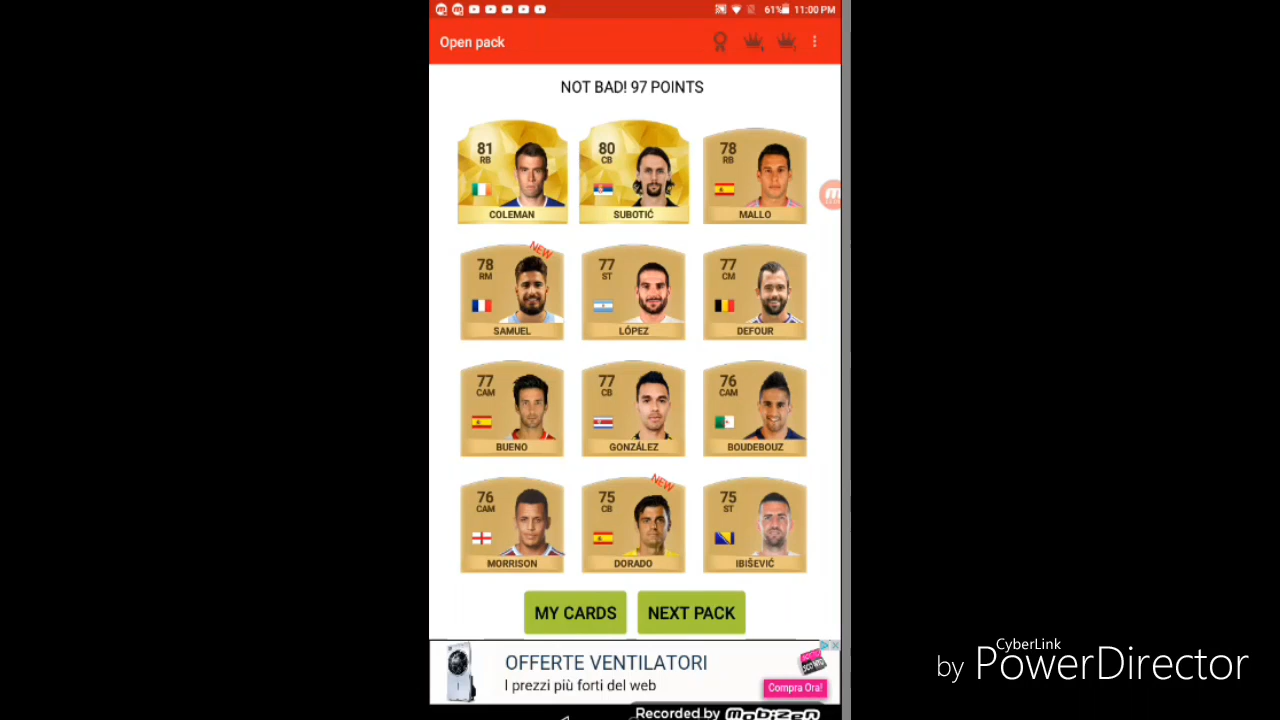 61% 11:00 PM
Open pack
NOT BAD! 97 POINTS
81
RB
COLEMAN
80
CB
SUBOTIĆ
78
RB
MALLO
NEW
78
RM
SAMUEL
77
ST
LÓPEZ
77
CM
DEFOUR
77
CAM
BUENO
77
CB
GONZÁLEZ
76
CAM
BOUDEBOUZ
76
CAM
MORRISON
NEW
75
CB
DORADO
75
ST
IBIŠEVIĆ
MY CARDS
NEXT PACK
OFFERTE VENTILATORI
I prezzi più forti del web
Compra Ora!
Recorded by Mobizen
CyberLink
by PowerDirector